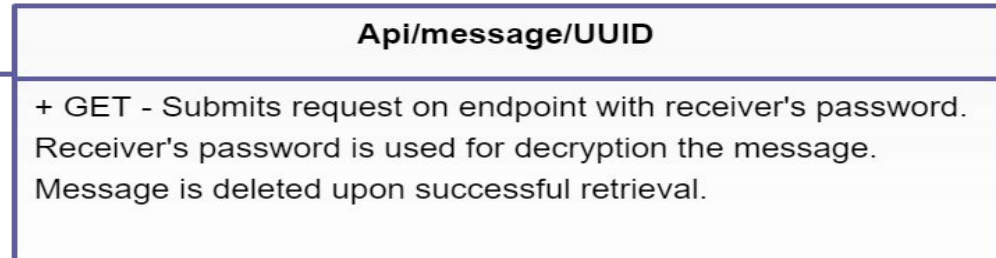 Api/message/UUID
+ GET - Submits request on endpoint with receiver's password.
Receiver's password is used for decryption the message.
Message is deleted upon successful retrieval.